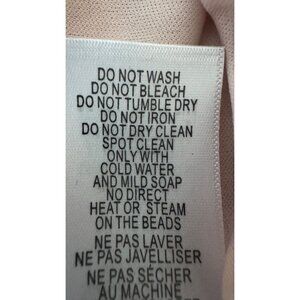 DO NOT WASH
DO NOT BLEACH
DO NOT TUMBLE DRY
DO NOT IRON
DO NOT DRY CLEAN
SPOT CLEAN
ONLY WITH
COLD WATER
AND MILD SOAP
NO DIRECT
HEAT OR STEAM
ON THE BEADS
NE PAS LAVER
NE PAS JAVELLISER
NE PAS SÉCHER
AU MACHINE